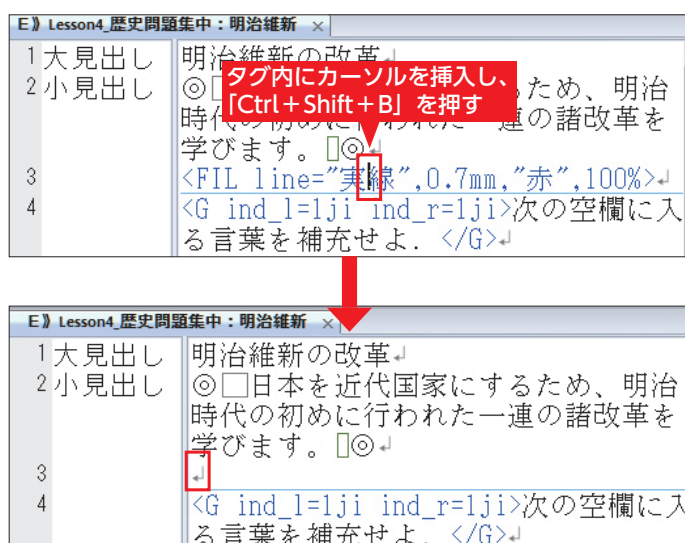 E》Lesson4_歴史問題集中：明治維新 ×
1 大見出し 明治維新の改革↲
タグ内にカーソルを挿入し、
「Ctrl＋Shift＋B」を押す
2 小見出し ◎□ るため、明治
時代の初めに行われた一連の諸改革を
学びます。▯◎↲
3 <FIL line="実線",0.7mm,"赤",100%>↲
4 <G ind_l=1ji ind_r=1ji>次の空欄に入
る言葉を補充せよ．</G>↲
E》Lesson4_歴史問題集中：明治維新 ×
1 大見出し 明治維新の改革↲
2 小見出し ◎□日本を近代国家にするため、明治
時代の初めに行われた一連の諸改革を
学びます。▯◎↲
3 ↲
4 <G ind_l=1ji ind_r=1ji>次の空欄に入
る言葉を補充せよ．</G>↲